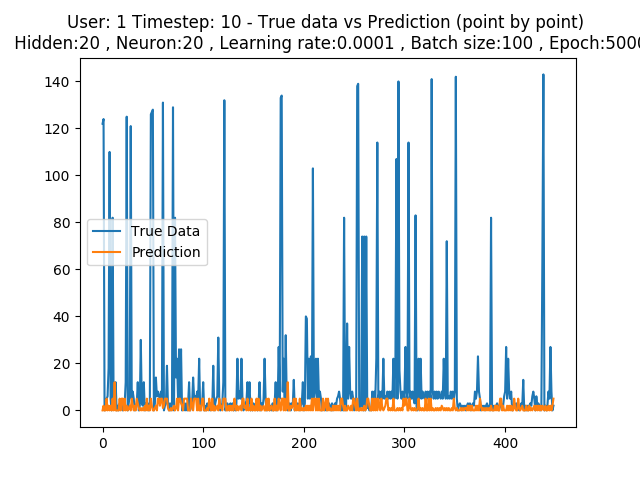 User: 1 Timestep: 10 - True data vs Prediction (point by point)
Hidden:20 , Neuron:20 , Learning rate:0.0001 , Batch size:100 , Epoch:5000
140
120
100
80
60
40
20
0
True Data
Prediction
0 100 200 300 400